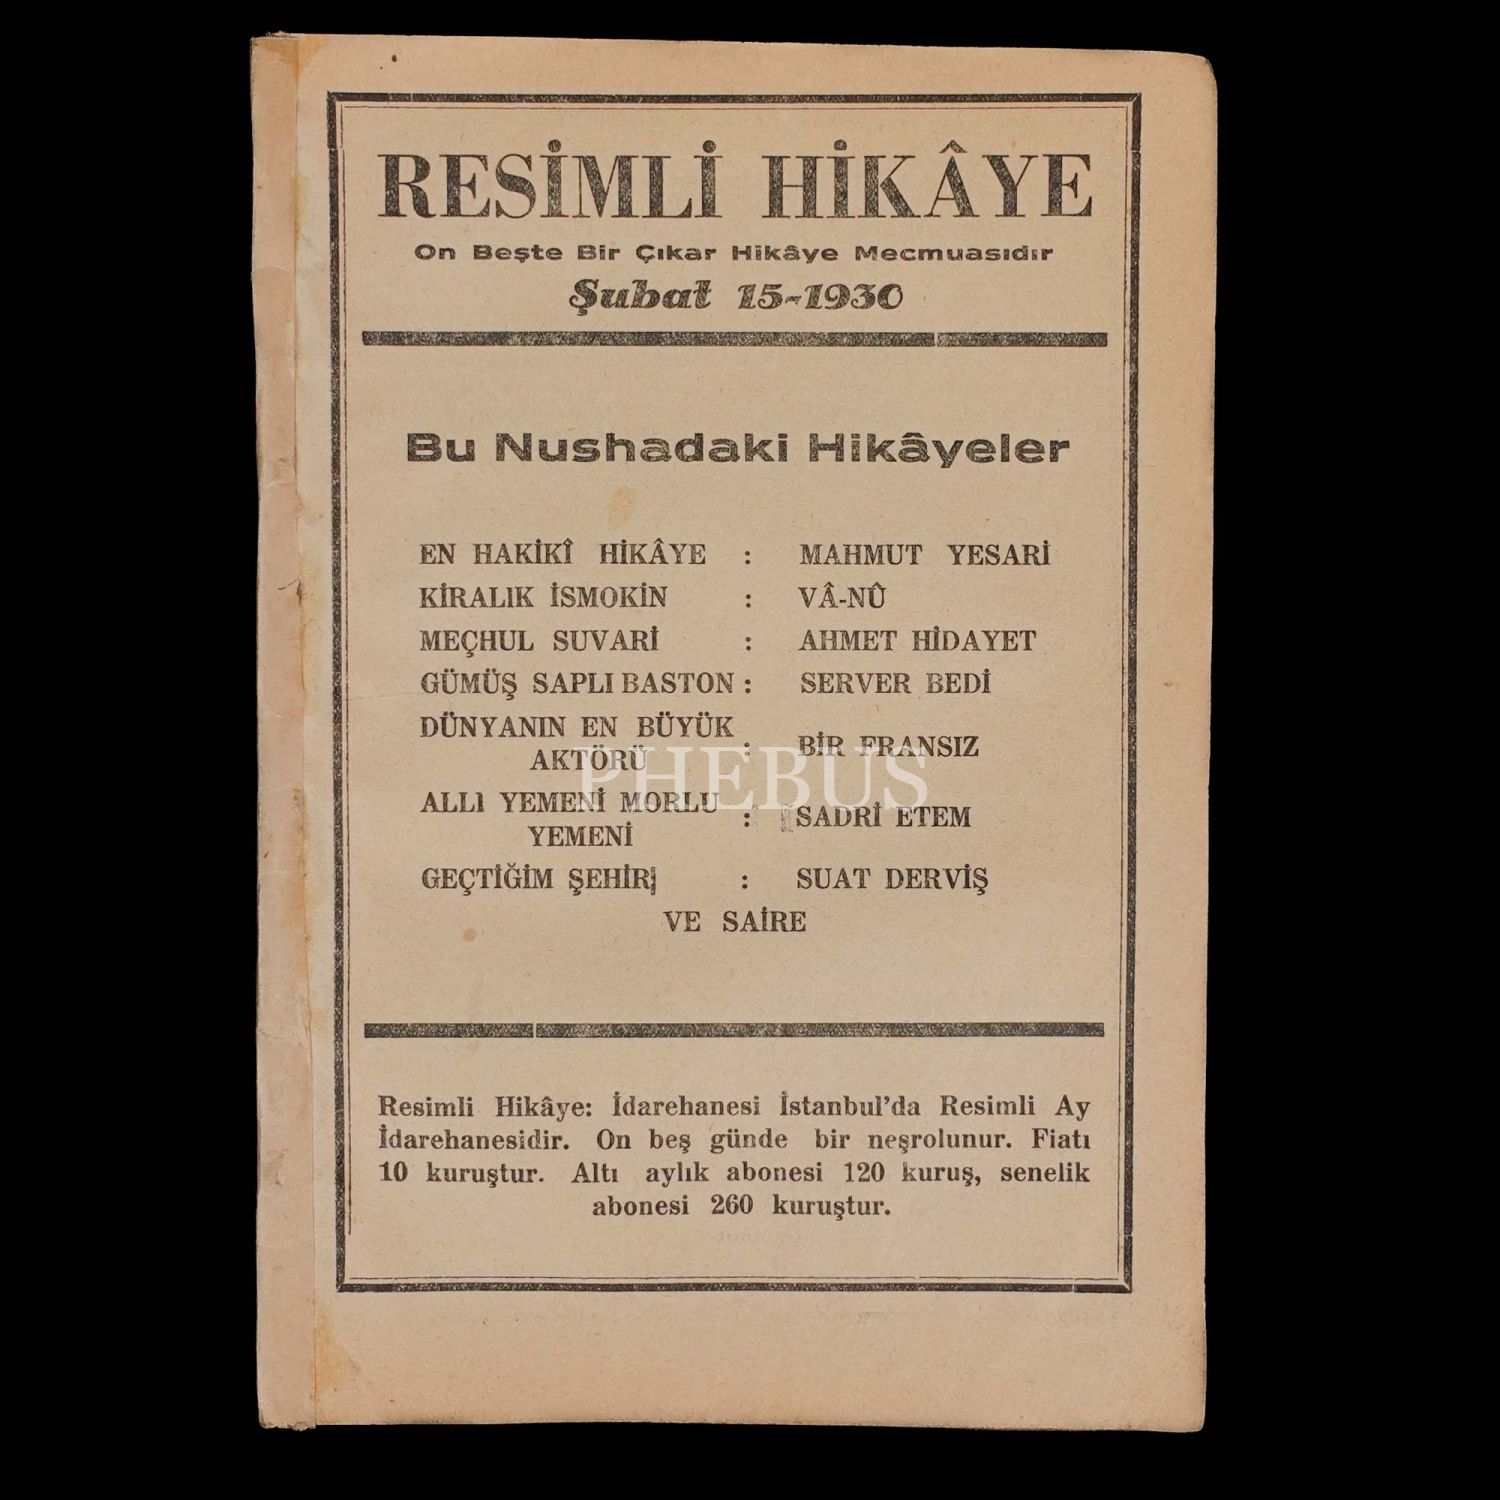 RESİMLİ HİKÂYE
On Beşte Bir Çıkar Hikâye Mecmuasıdır
Şubat 15-1930
Bu Nushadaki Hikâyeler
EN HAKİKÎ HİKÂYE : MAHMUT YESARİ
KİRALIK İSMOKİN : VÂ-NÛ
MEÇHUL SUVARİ : AHMET HİDAYET
GÜMÜŞ SAPLI BASTON : SERVER BEDİ
DÜNYANIN EN BÜYÜK
AKTÖRÜ : BİR FRANSIZ
PHEBUS
ALLI YEMENİ MORLU
YEMENİ : SADRİ ETEM
GEÇTİĞİM ŞEHİR : SUAT DERVİŞ
VE SAİRE
Resimli Hikâye: İdarehanesi İstanbul'da Resimli Ay
İdarehanesidir. On beş günde bir neşrolunur. Fiatı
10 kuruştur. Altı aylık abonesi 120 kuruş, senelik
abonesi 260 kuruştur.